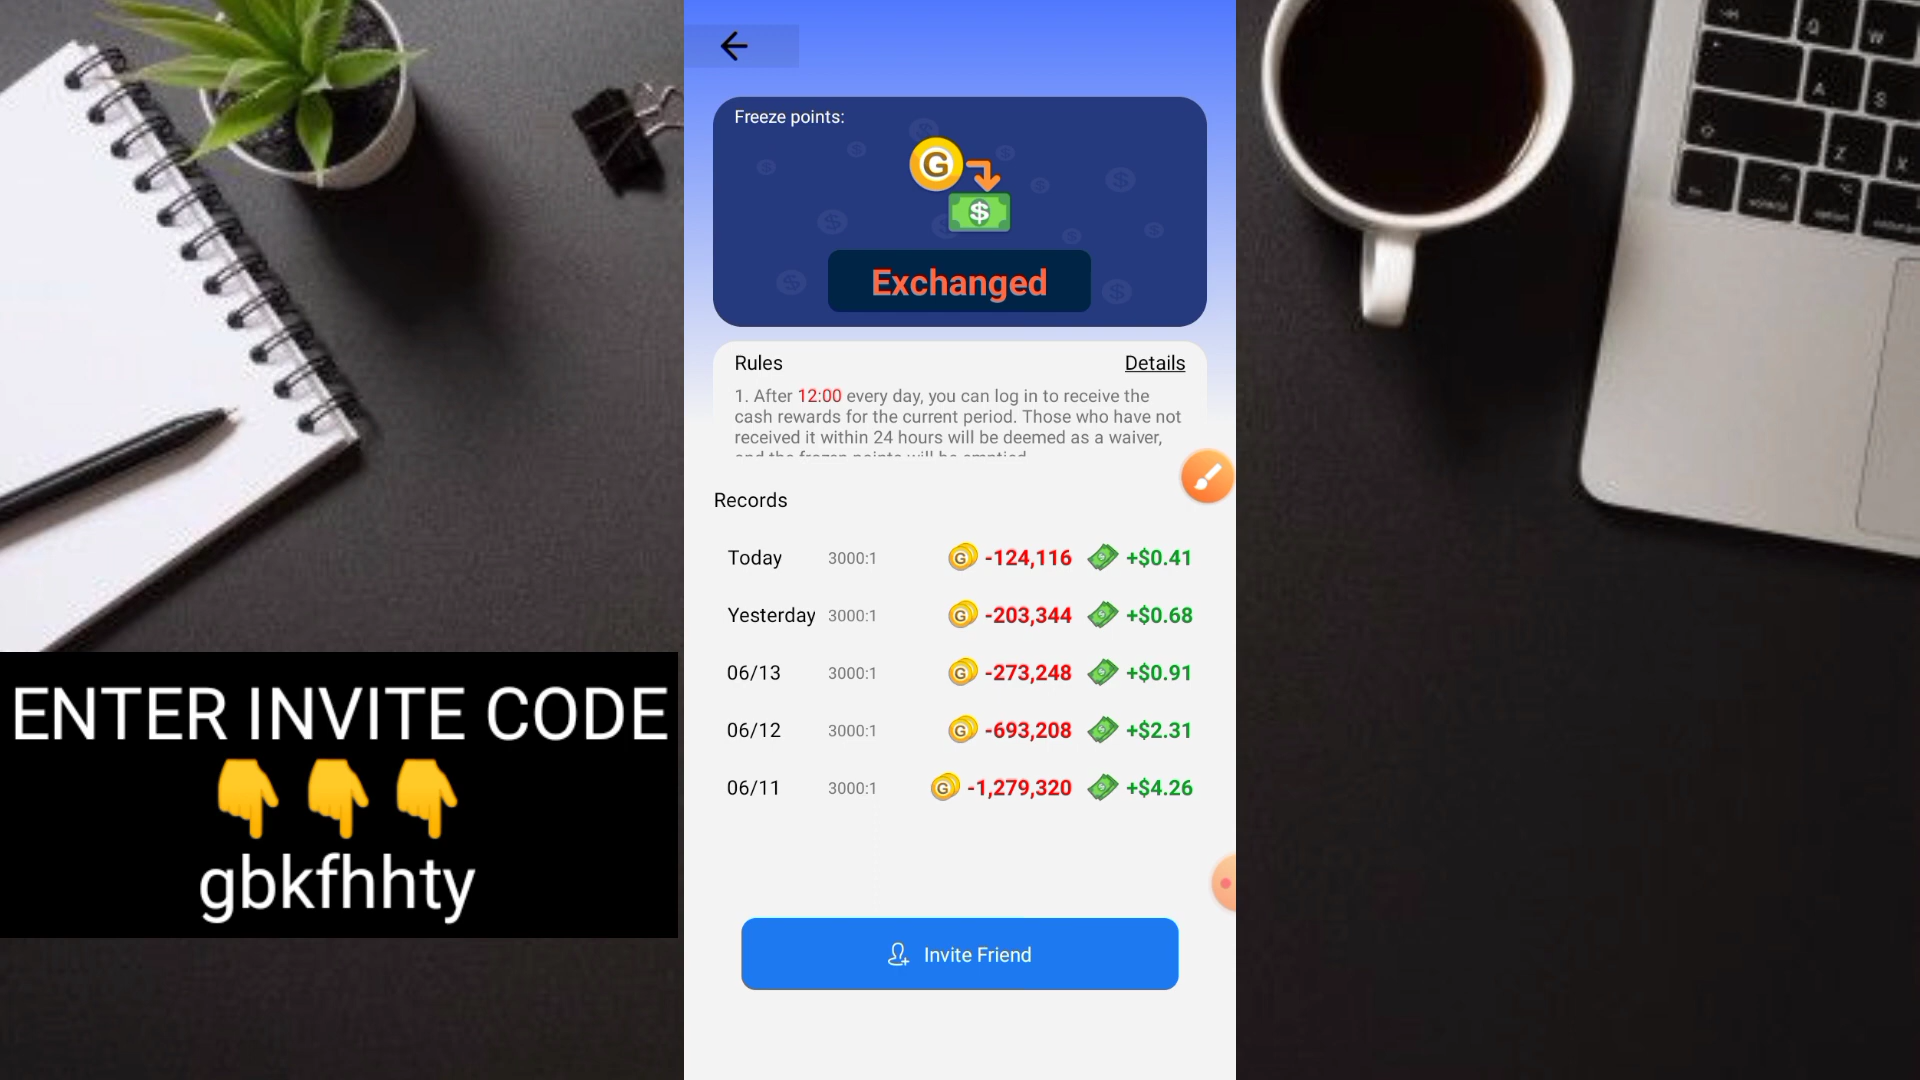 Freeze points:
G
$
Exchanged
Rules Details
1. After 12:00 every day, you can log in to receive the
cash rewards for the current period. Those who have not
received it within 24 hours will be deemed as a waiver,
Records
Today 3000:1 -124,116 +$0.41
Yesterday 3000:1 -203,344 +$0.68
06/13 3000:1 -273,248 +$0.91
06/12 3000:1 -693,208 +$2.31
06/11 3000:1 -1,279,320 +$4.26
Invite Friend
ENTER INVITE CODE
👇👇👇
gbkfhhty